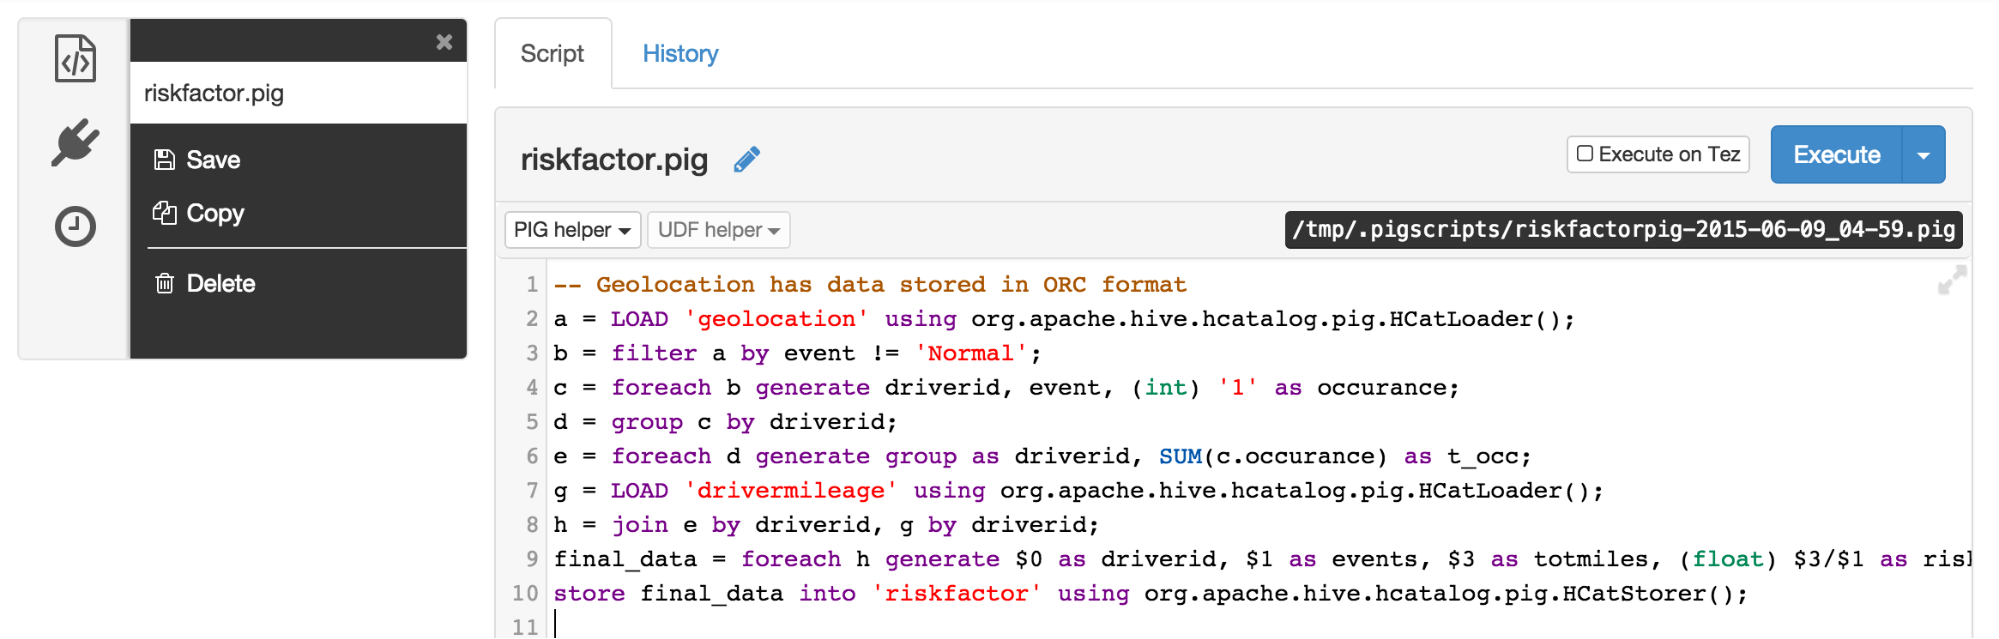 riskfactor.pig
Save
Copy
Delete
Script History
riskfactor.pig
Execute on Tez
Execute
PIG helper
UDF helper
/tmp/.pigscripts/riskfactorpig-2015-06-09_04-59.pig
1 -- Geolocation has data stored in ORC format
2 a = LOAD 'geolocation' using org.apache.hive.hcatalog.pig.HCatLoader();
3 b = filter a by event != 'Normal';
4 c = foreach b generate driverid, event, (int) '1' as occurance;
5 d = group c by driverid;
6 e = foreach d generate group as driverid, SUM(c.occurance) as t_occ;
7 g = LOAD 'drivermileage' using org.apache.hive.hcatalog.pig.HCatLoader();
8 h = join e by driverid, g by driverid;
9 final_data = foreach h generate $0 as driverid, $1 as events, $3 as totmiles, (float) $3/$1 as
10 store final_data into 'riskfactor' using org.apache.hive.hcatalog.pig.HCatStorer();
11